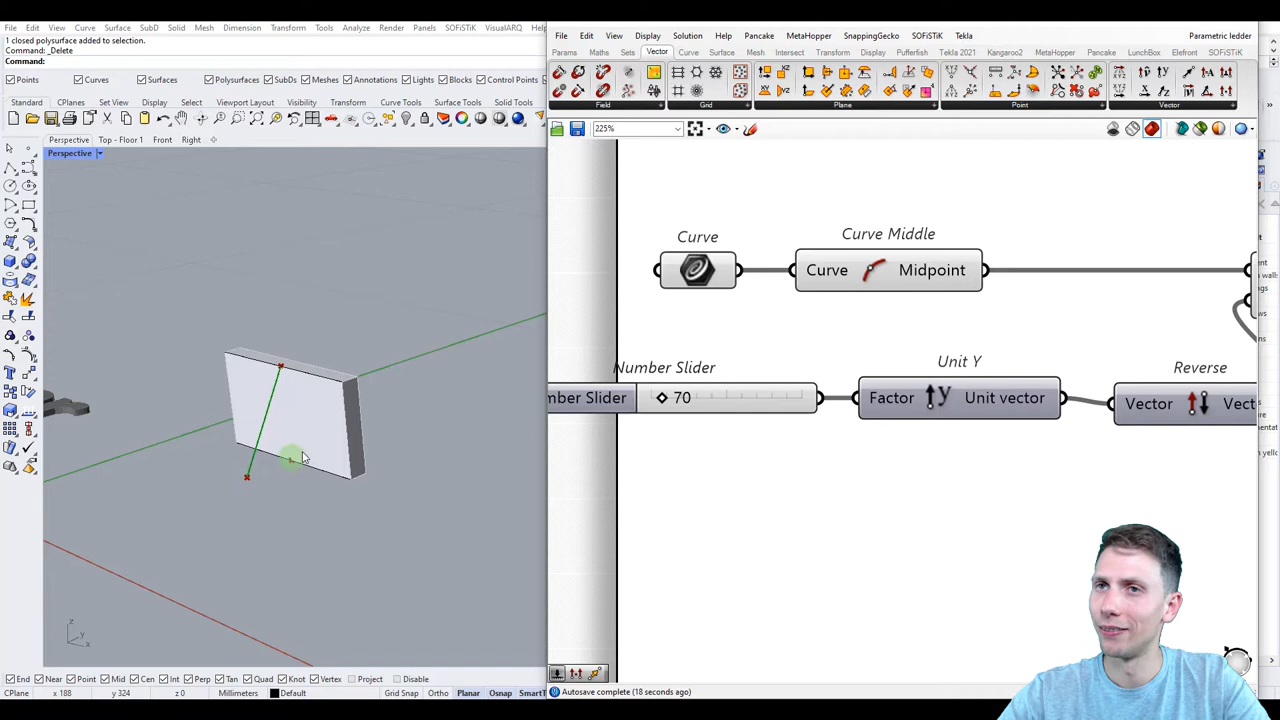 File Edit View Curve Surface SubD Solid Mesh Dimension Transform Tools Analyze Render Panels SOFiSTiK VisualARQ Help
1 closed polysurface added to selection.
Command: _Delete
Command:
Points Curves Surfaces Polysurfaces SubDs Meshes Annotations Lights Blocks Control Points
Standard CPlanes Set View Display Select Viewport Layout Visibility Transform Curve Tools Surface Tools Solid Tools
Perspective Top - Floor 1 Front Right
Perspective
z
y
x
End Near Point Mid Cen Int Perp Tan Quad Knot Vertex Project Disable
CPlane x 188 y 324 z 0 Millimeters Default Grid Snap Ortho Planar Osnap SmartT
File Edit View Display Solution Help Pancake MetaHopper SnappingGecko SOFiSTiK Tekla Parametric ledder
Params Maths Sets Vector Curve Surface Mesh Intersect Transform Display Pufferfish Tekla 2021 Kangaroo2 MetaHopper Pancake LunchBox Elefront SOFiSTiK
Field Grid Plane Point Vector
225%
Curve
Curve Middle
Curve Midpoint
Number Slider
mber Slider 70
Unit Y
Factor y Unit vector
Reverse
Vector Vect
Autosave complete (18 seconds ago)